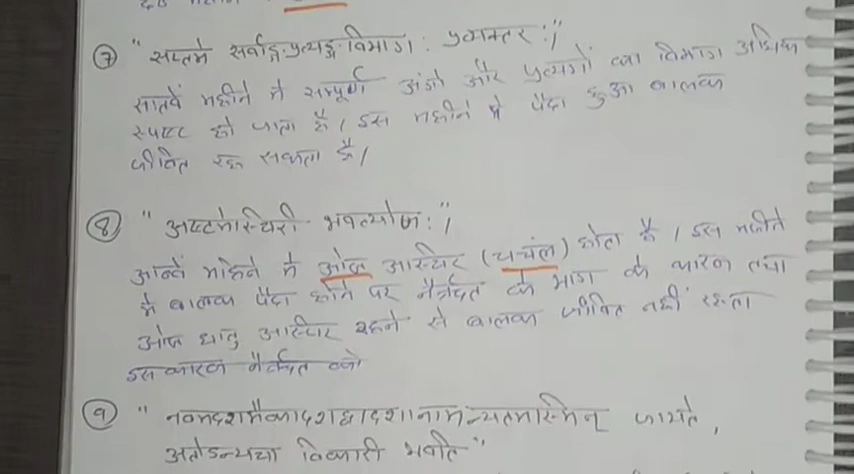 ⑦ "सप्तमे सर्वाङ्गप्रत्यङ्गविभाग: प्रव्यक्ततर:।"
सातवें महीने मे सम्पूर्ण अंगो और प्रत्यगों का विभाग अधिक
स्पष्ट हो जाता है। इस महीने मे पैदा हुआ बालक
जीवित रह सकता है।
⑧ "अष्टमेऽस्थिरी भवत्योज:"।
आठवें महिने मे ओज अस्थिर (चचंल) होता है। इस महीने
मे बालक पैदा होने पर नैर्ऋत के भाग के कारण तथा
ओज धातु अस्थिर रहने से बालक जीवित नहीं रहता
इस कारण नैर्ऋत को
⑨ "नवमदशमैकादशद्वादशानामन्यतमास्मिन् जायते,
अतोऽन्यथा विकारी भवति"